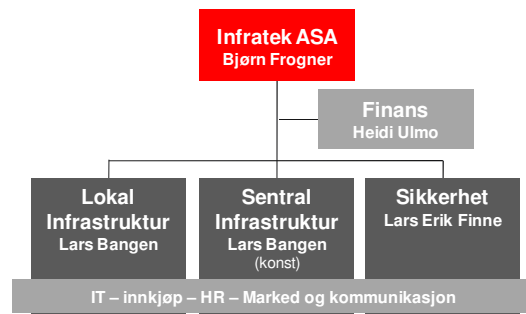 Infratek ASA
Bjørn Frogner
Finans
Heidi Ulmo
Lokal
Infrastruktur
Lars Bangen
Sentral
Infrastruktur
Lars Bangen
(konst)
Sikkerhet
Lars Erik Finne
IT – innkjøp – HR – Marked og kommunikasjon